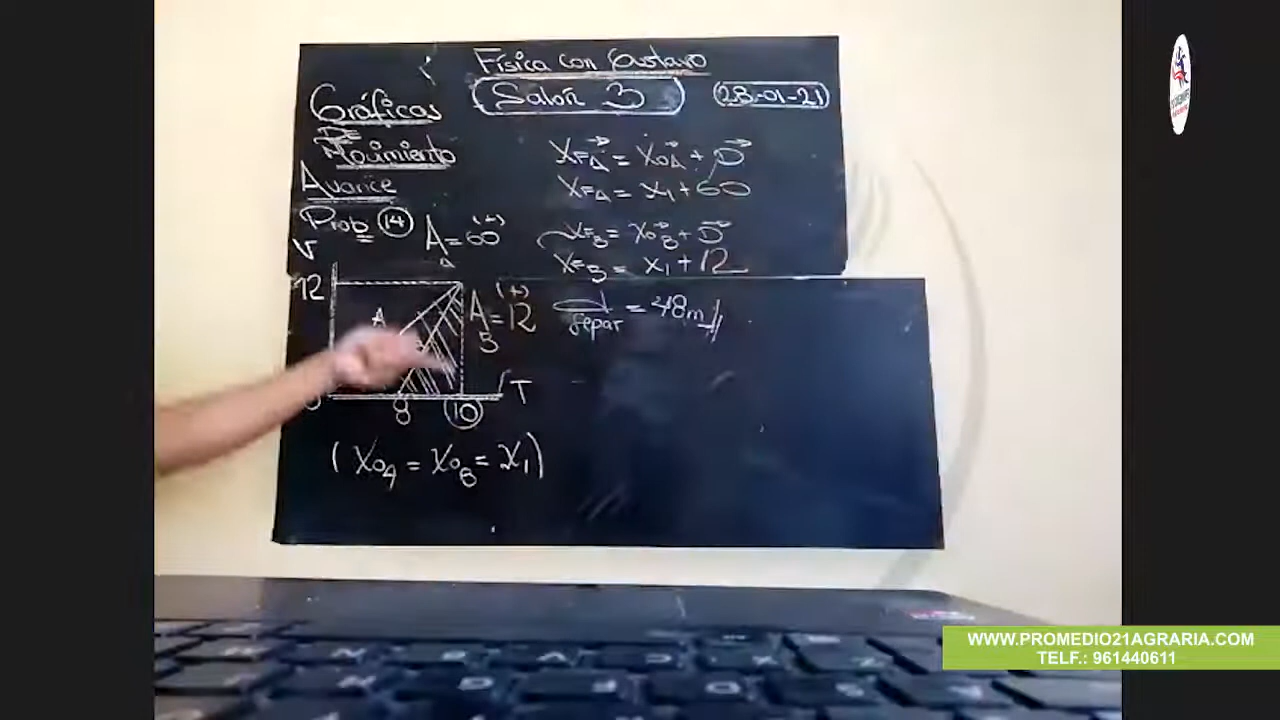 Física con Gustavo
Salón 3
(28-01-21)
Gráficas
DE
Movimiento
Avance
Prob 14
XFA = XOA + D
XFA = X1 + 60
XFB = XOB + D
XFB = X1 + 12
d separ = 48m//
V
A A = 60 (+)
12
A
A B = 12 (+)
8
10
T
(XOA = XOB = X1)
WWW.PROMEDIO21AGRARIA.COM
TELF.: 961440611